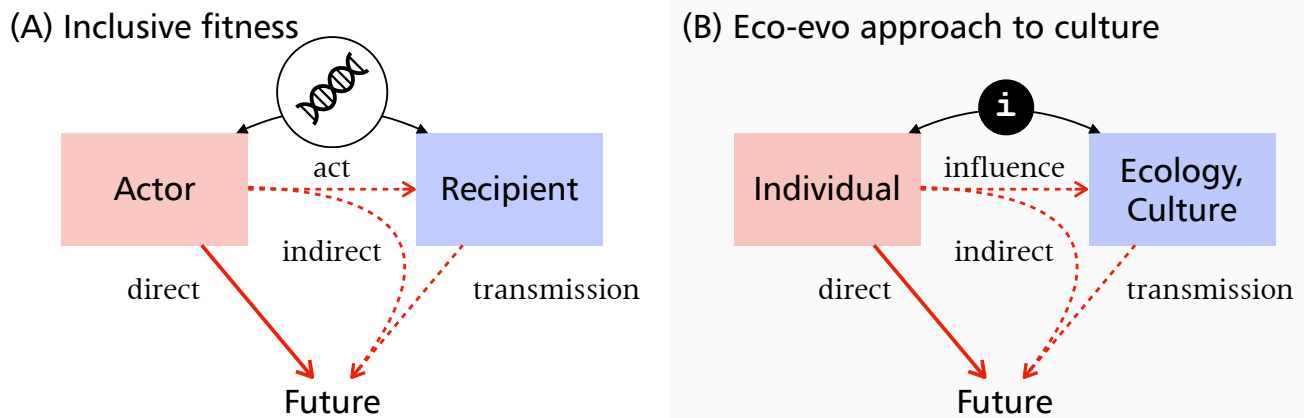 (A) Inclusive fitness
Actor
act
Recipient
indirect
direct
transmission
Future
(B) Eco-evo approach to culture
i
Individual
influence
Ecology,
Culture
indirect
direct
transmission
Future